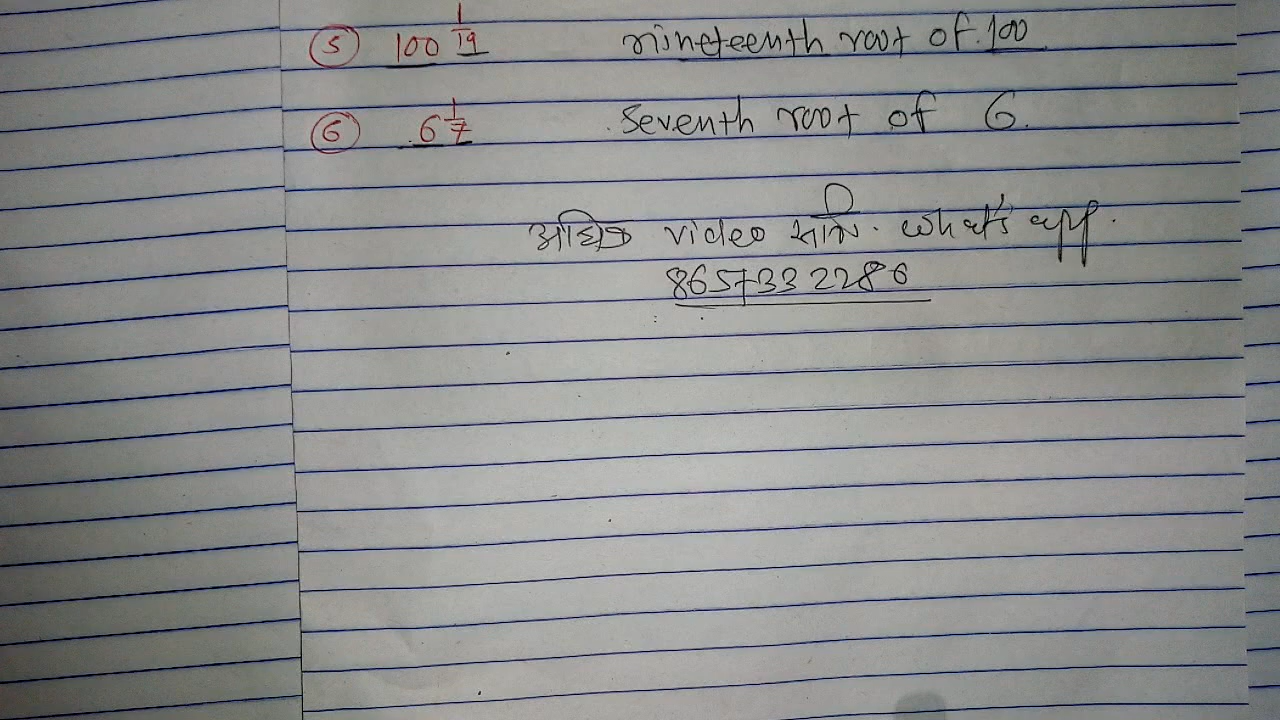 5 100^(1/19) nineteenth root of 100
6 6^(1/7) seventh root of 6.
अधिक video what's app.
8657332286